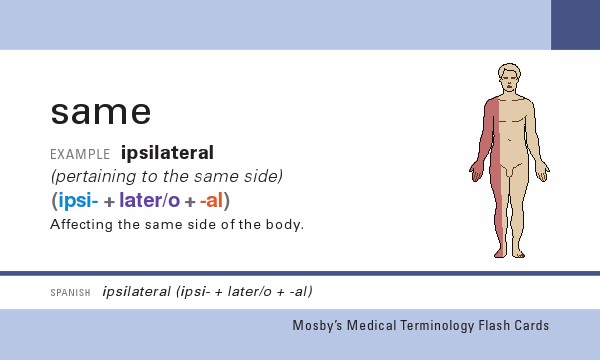 same
EXAMPLE ipsilateral
(pertaining to the same side)
(ipsi- + later/o + -al)
Affecting the same side of the body.
SPANISH ipsilateral (ipsi- + later/o + -al)
Mosby's Medical Terminology Flash Cards